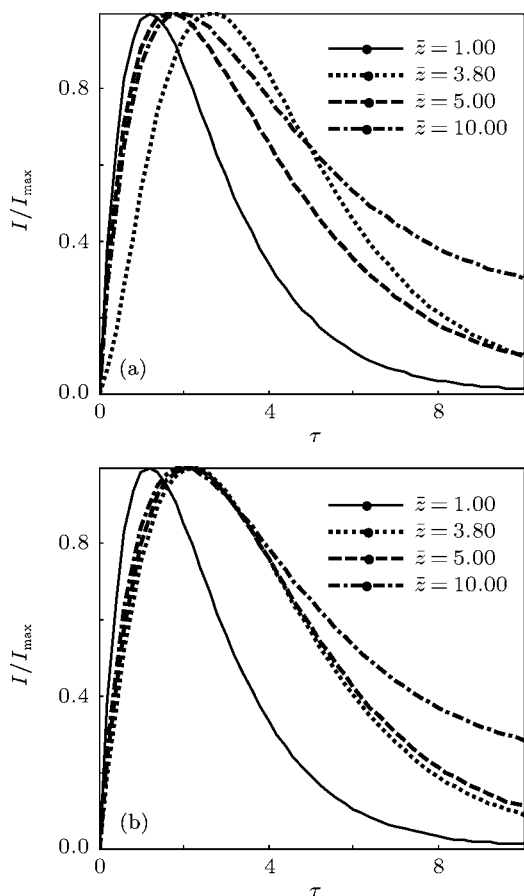 z̄ = 1.00
z̄ = 3.80
z̄ = 5.00
z̄ = 10.00
0.8
0.4
0.0
I/I_max
(a)
0 4 8
τ
z̄ = 1.00
z̄ = 3.80
z̄ = 5.00
z̄ = 10.00
0.8
0.4
0.0
I/I_max
(b)
0 4 8
τ